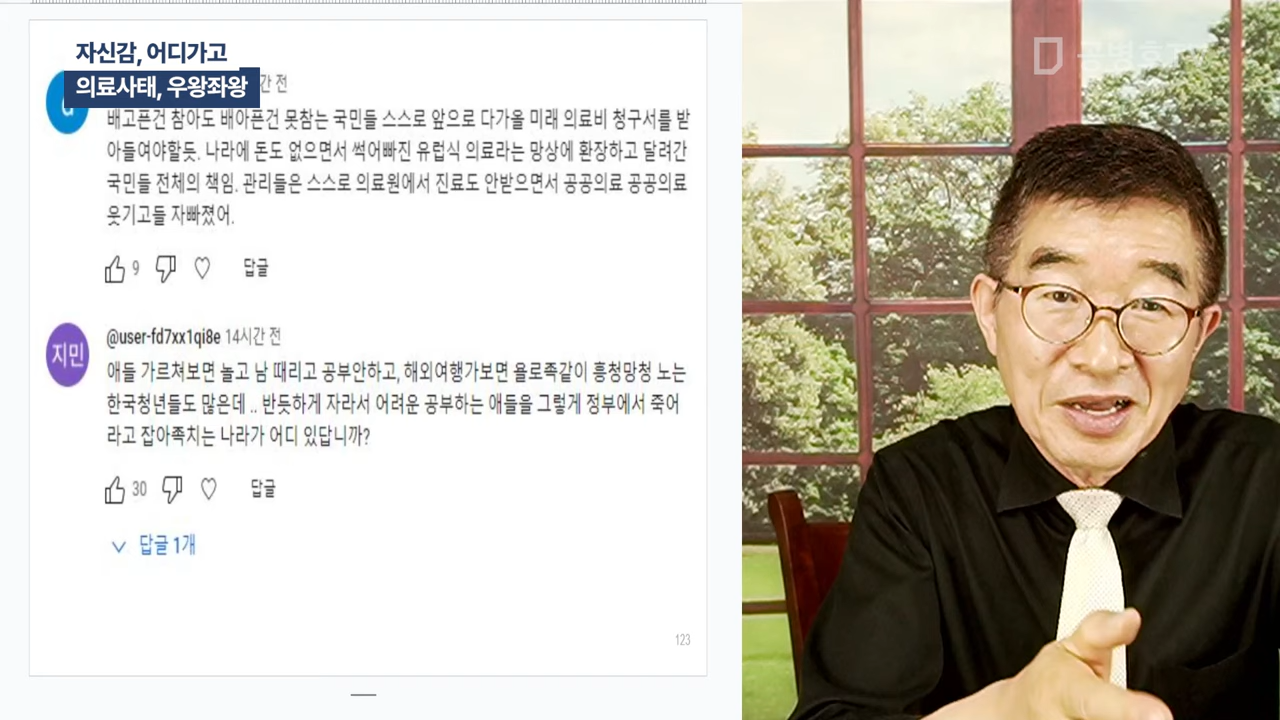 자신감, 어디가고
의료사태, 우왕좌왕
간 전
배고픈건 참아도 배아픈건 못참는 국민들 스스로 앞으로 다가올 미래 의료비 청구서를 받
아들여야할듯. 나라에 돈도 없으면서 썩어빠진 유럽식 의료라는 망상에 환장하고 달려간
국민들 전체의 책임. 관리들은 스스로 의료원에서 진료도 안받으면서 공공의료 공공의료
웃기고들 자빠졌어.
9 답글
지민
@user-fd7xx1qi8e 14시간 전
애들 가르쳐보면 놀고 남 때리고 공부안하고, 해외여행가보면 욜로족같이 흥청망청 노는
한국청년들도 많은데 .. 반듯하게 자라서 어려운 공부하는 애들을 그렇게 정부에서 죽어
라고 잡아족치는 나라가 어디 있답니까?
30 답글
답글 1개
123